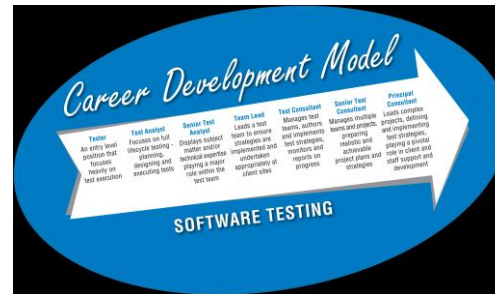 Career Development Model
Tester
An entry level
position that
focuses
heavily on
test execution
Test Analyst
Focuses on full
lifecycle testing -
planning,
designing and
executing tests
Senior Test
Analyst
Displays subject
matter and/or
technical expertise
playing a major
role within the
test team
Team Lead
Leads a test
team to ensure
strategies are
implemented and
undertaken
appropriately at
client sites
Test Consultant
Manages test
teams, authors
and implements
test strategies,
monitors and
reports on
progress
Senior Test
Consultant
Manages multiple
teams and projects,
preparing
realistic and
achievable
project plans and
strategies
Principal
Consultant
Leads complex
projects, defining
and implementing
test strategies,
playing a pivotal
role in client and
staff support and
development
SOFTWARE TESTING